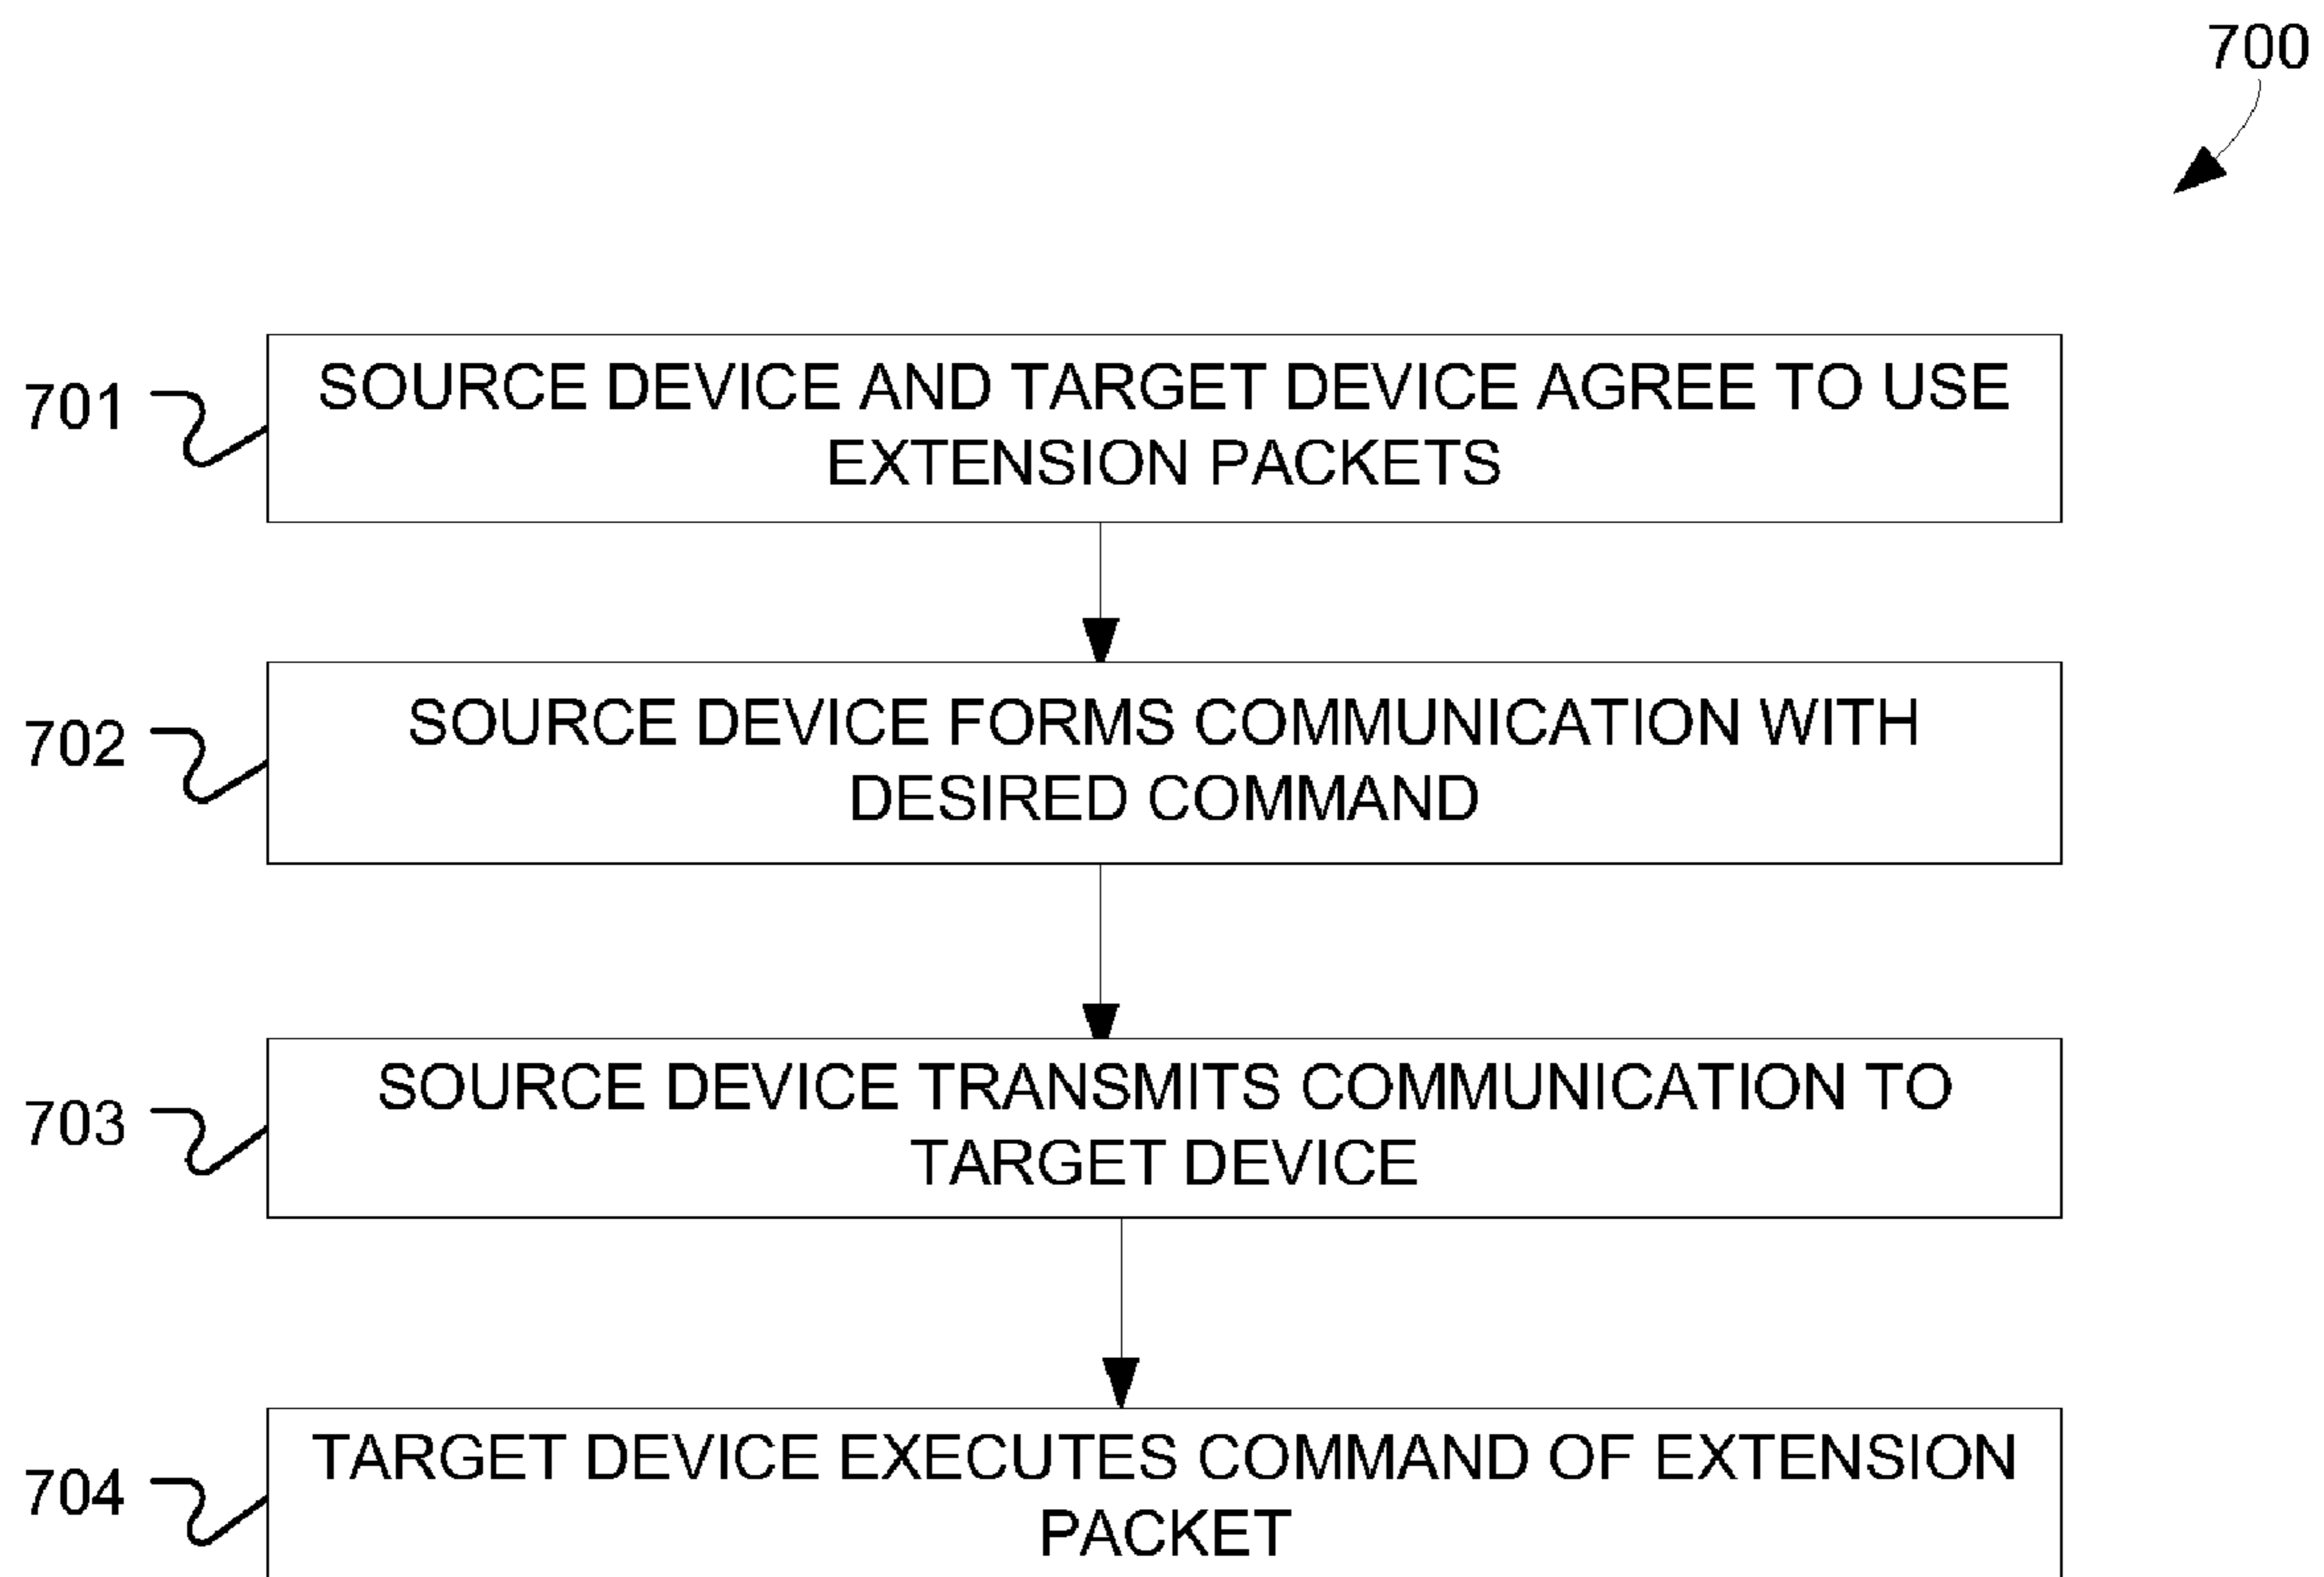 700
701
SOURCE DEVICE AND TARGET DEVICE AGREE TO USE
EXTENSION PACKETS
702
SOURCE DEVICE FORMS COMMUNICATION WITH
DESIRED COMMAND
703
SOURCE DEVICE TRANSMITS COMMUNICATION TO
TARGET DEVICE
704
TARGET DEVICE EXECUTES COMMAND OF EXTENSION
PACKET